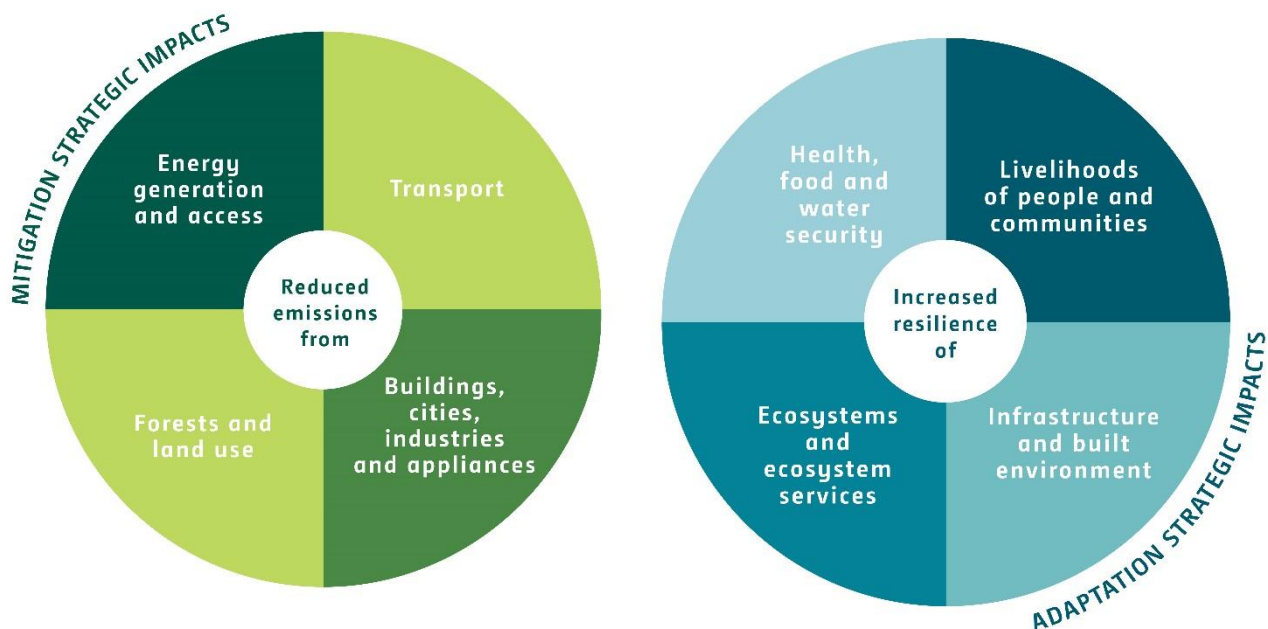 MITIGATION STRATEGIC IMPACTS
Energy
generation
and access
Transport
Reduced
emissions
from
Forests and
land use
Buildings,
cities,
industries
and appliances
Health,
food and
water
security
Livelihoods
of people and
communities
Increased
resilience
of
Ecosystems
and
ecosystem
services
Infrastructure
and built
environment
ADAPTATION STRATEGIC IMPACTS